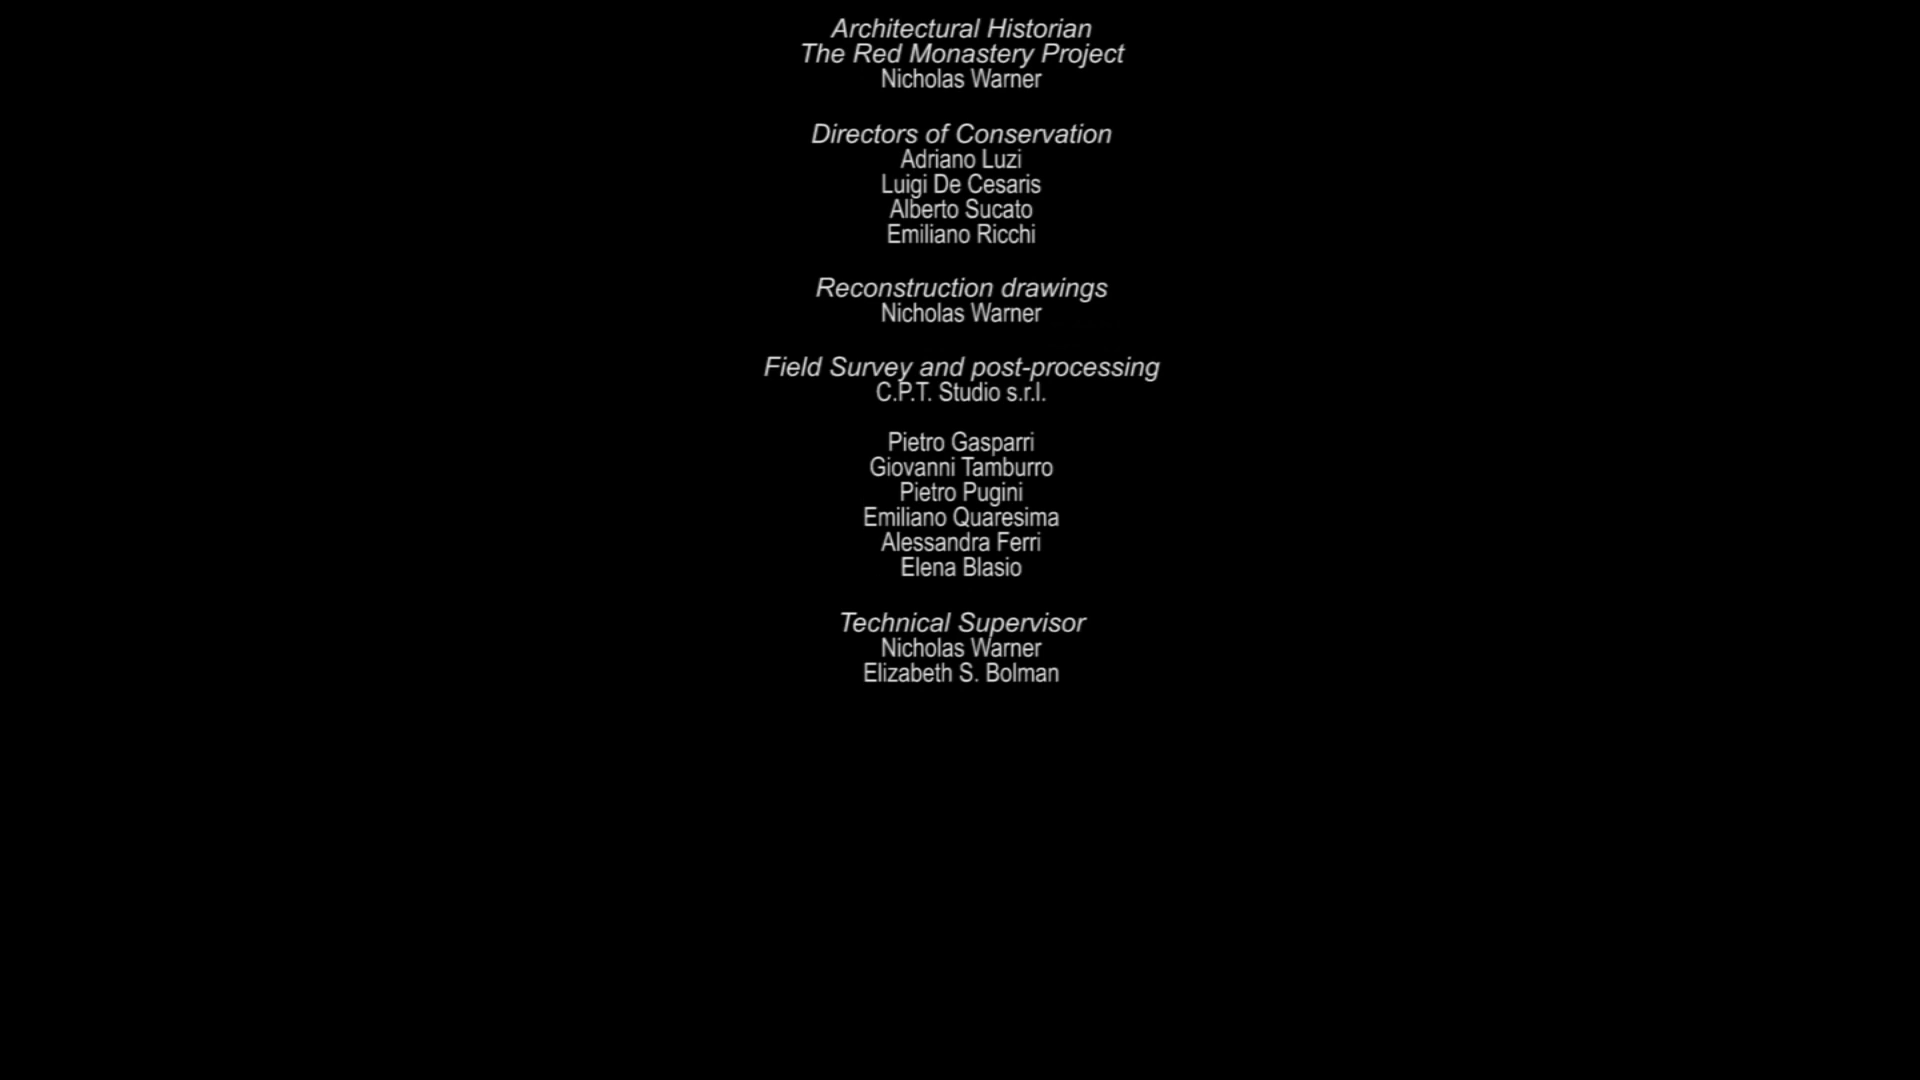 Architectural Historian
The Red Monastery Project
Nicholas Warner
Directors of Conservation
Adriano Luzi
Luigi De Cesaris
Alberto Sucato
Emiliano Ricchi
Reconstruction drawings
Nicholas Warner
Field Survey and post-processing
C.P.T. Studio s.r.l.
Pietro Gasparri
Giovanni Tamburro
Pietro Pugini
Emiliano Quaresima
Alessandra Ferri
Elena Blasio
Technical Supervisor
Nicholas Warner
Elizabeth S. Bolman